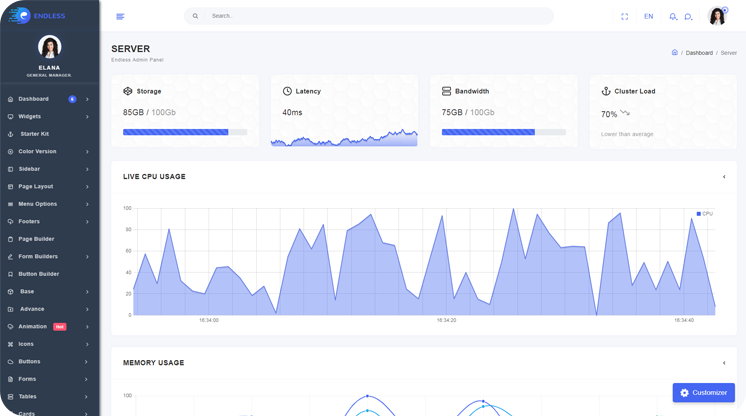 ENDLESS
Search.
EN
ELANA
GENERAL MANAGER.
Dashboard 6
Widgets
Starter Kit
Color Version
Sidebar
Page Layout
Menu Options
Footers
Page Builder
Form Builders
Button Builder
Base
Advance
Animation Hot
Icons
Buttons
Forms
Tables
Cards
SERVER
Endless Admin Panel
/ Dashboard / Server
Storage
85GB / 100Gb
Latency
40ms
Bandwidth
75GB / 100Gb
Cluster Load
70%
Lower than average
LIVE CPU USAGE
CPU
100
80
60
40
20
0
16:34:00
16:34:20
16:34:40
MEMORY USAGE
100
Customizer